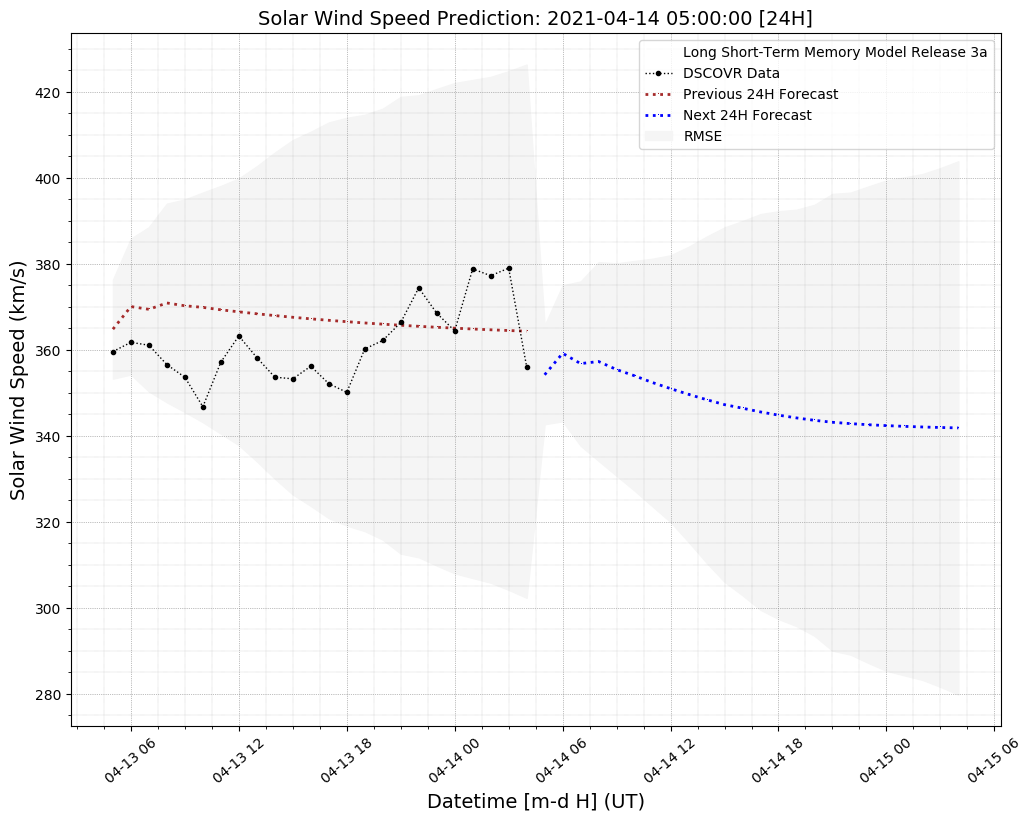 Solar Wind Speed Prediction: 2021-04-14 05:00:00 [24H]
Long Short-Term Memory Model Release 3a
DSCOVR Data
Previous 24H Forecast
Next 24H Forecast
RMSE
Solar Wind Speed (km/s)
420
400
380
360
340
320
300
280
04-13 06
04-13 12
04-13 18
04-14 00
04-14 06
04-14 12
04-14 18
04-15 00
04-15 06
Datetime [m-d H] (UT)